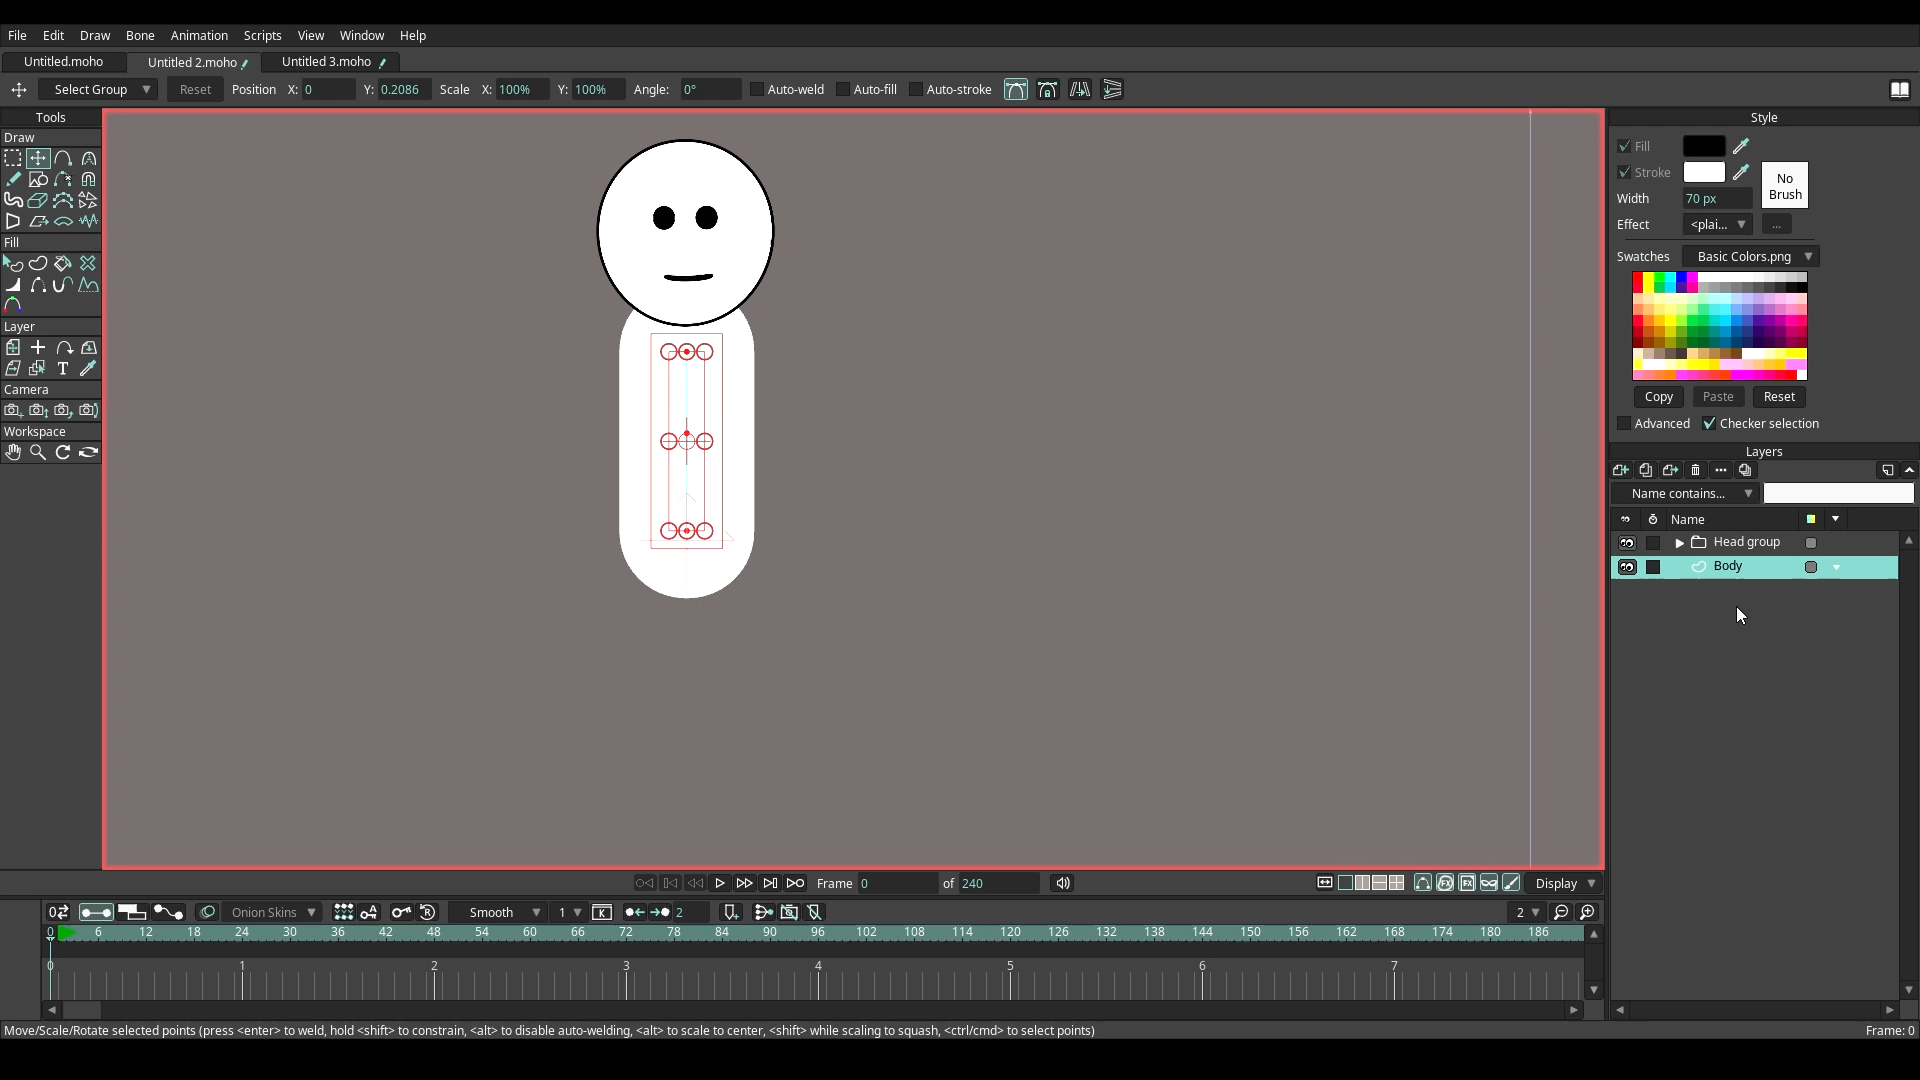 File Edit Draw Bone Animation Scripts View Window Help
Untitled.moho Untitled 2.moho Untitled 3.moho
Select Group Reset Position X: 0 Y: 0.2086 Scale X: 100% Y: 100% Angle: 0° Auto-weld Auto-fill Auto-stroke
Tools
Draw
Fill
Layer
Camera
Workspace
Style
Fill
Stroke
No
Brush
Width 70 px
Effect <plai... ...
Swatches Basic Colors.png
Copy Paste Reset
Advanced Checker selection
Layers
Name contains...
Name
Head group
Body
Frame 0 of 240 Display
Onion Skins Smooth 1 2 2
0 6 12 18 24 30 36 42 48 54 60 66 72 78 84 90 96 102 108 114 120 126 132 138 144 150 156 162 168 174 180 186
0 1 2 3 4 5 6 7
Move/Scale/Rotate selected points (press <enter> to weld, hold <shift> to constrain, <alt> to disable auto-welding, <alt> to scale to center, <shift> while scaling to squash, <ctrl/cmd> to select points) Frame: 0